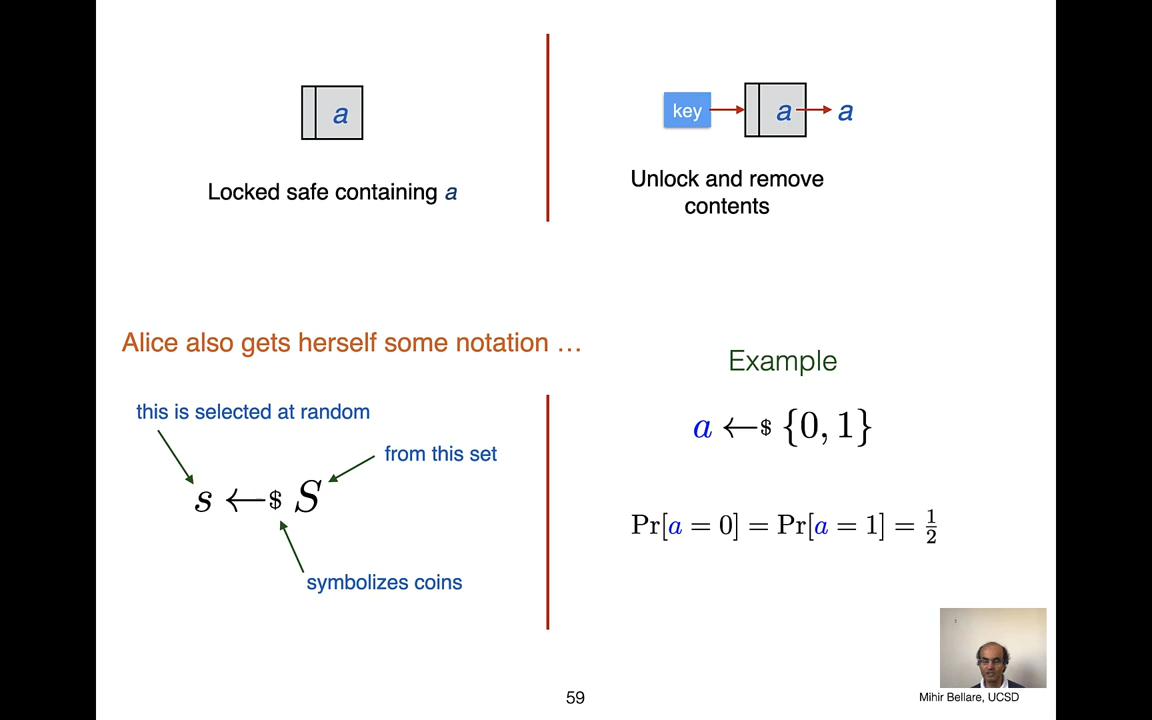 a
Locked safe containing a
key
a
a
Unlock and remove
contents
Alice also gets herself some notation …
this is selected at random
from this set
s ←$ S
symbolizes coins
Example
a ←$ {0, 1}
Pr[a = 0] = Pr[a = 1] = 1/2
59
Mihir Bellare, UCSD